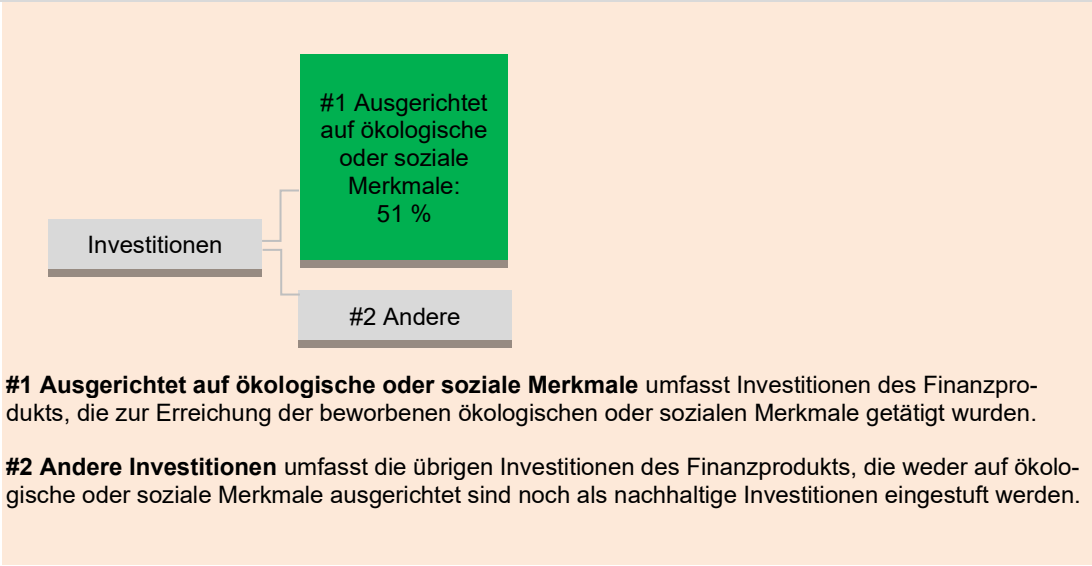 #1 Ausgerichtet
auf ökologische
oder soziale
Merkmale:
51 %
Investitionen
#2 Andere
#1 Ausgerichtet auf ökologische oder soziale Merkmale umfasst Investitionen des Finanzpro-
dukts, die zur Erreichung der beworbenen ökologischen oder sozialen Merkmale getätigt wurden.
#2 Andere Investitionen umfasst die übrigen Investitionen des Finanzprodukts, die weder auf ökolo-
gische oder soziale Merkmale ausgerichtet sind noch als nachhaltige Investitionen eingestuft werden.